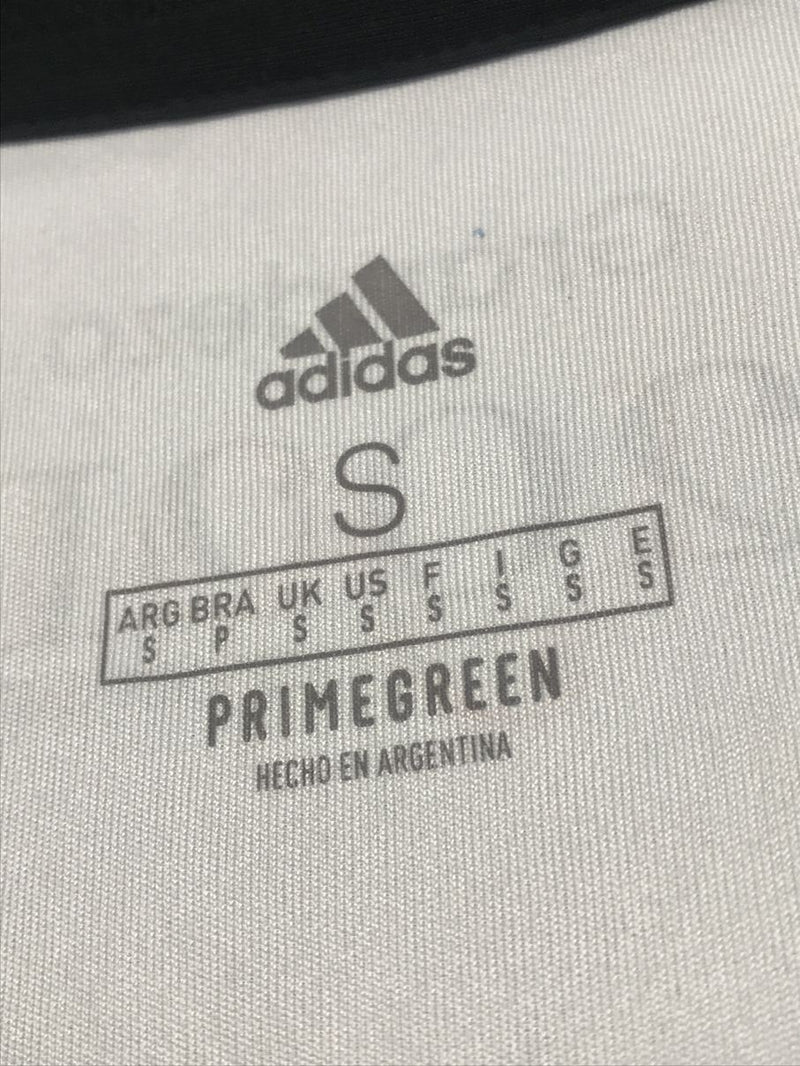 adidas
S
ARG BRA UK US F I G E
S P S S S S S S
PRIMEGREEN
HECHO EN ARGENTINA